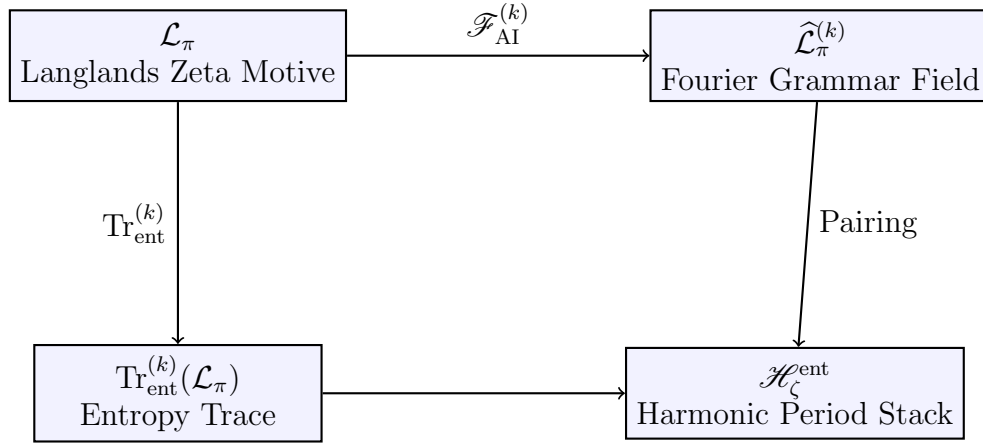 ℒ_π
Langlands Zeta Motive
ℱ_AI^(k)
ℒ̂_π^(k)
Fourier Grammar Field
Tr_ent^(k)
Pairing
Tr_ent^(k)(ℒ_π)
Entropy Trace
ℋ_ζ^ent
Harmonic Period Stack